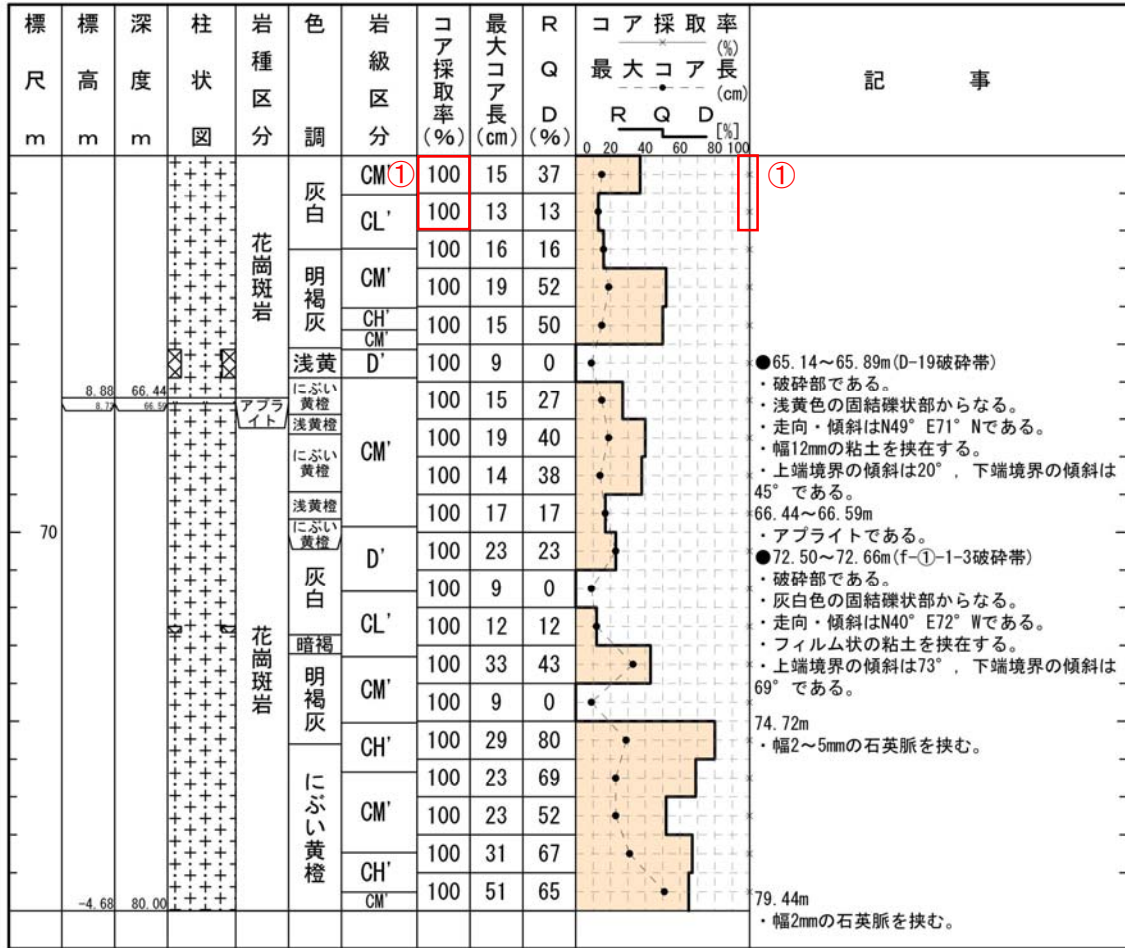 標尺m
標高m
深度m
柱状図
岩種区分
色調
岩級区分
コア採取率(%)
最大コア長(cm)
RQD(%)
コア採取率(%)
最大コア長(cm)
RQD[%]
0 20 40 60 80 100
記事
①
①
70
8.88 66.44
8.73 66.59
-4.68 80.00
花崗斑岩
アプライト
花崗斑岩
灰白
明褐灰
浅黄
にぶい黄橙
浅黄橙
にぶい黄橙
浅黄橙
にぶい黄橙
灰白
暗褐
明褐灰
にぶい黄橙
CM'
CL'
CM'
CH'
CM'
D'
CM'
D'
CL'
CM'
CH'
CM'
CH'
CM'
100 15 37
100 13 13
100 16 16
100 19 52
100 15 50
100 9 0
100 15 27
100 19 40
100 14 38
100 17 17
100 23 23
100 9 0
100 12 12
100 33 43
100 9 0
100 29 80
100 23 69
100 23 52
100 31 67
100 51 65
●65.14～65.89m(D-19破砕帯)
・破砕部である。
・浅黄色の固結礫状部からなる。
・走向・傾斜はN49°E71°Nである。
・幅12mmの粘土を挟在する。
・上端境界の傾斜は20°，下端境界の傾斜は
45°である。
66.44～66.59m
・アプライトである。
●72.50～72.66m(f-①-1-3破砕帯)
・破砕部である。
・灰白色の固結礫状部からなる。
・走向・傾斜はN40°E72°Wである。
・フィルム状の粘土を挟在する。
・上端境界の傾斜は73°，下端境界の傾斜は
69°である。
74.72m
・幅2～5mmの石英脈を挟む。
79.44m
・幅2mmの石英脈を挟む。